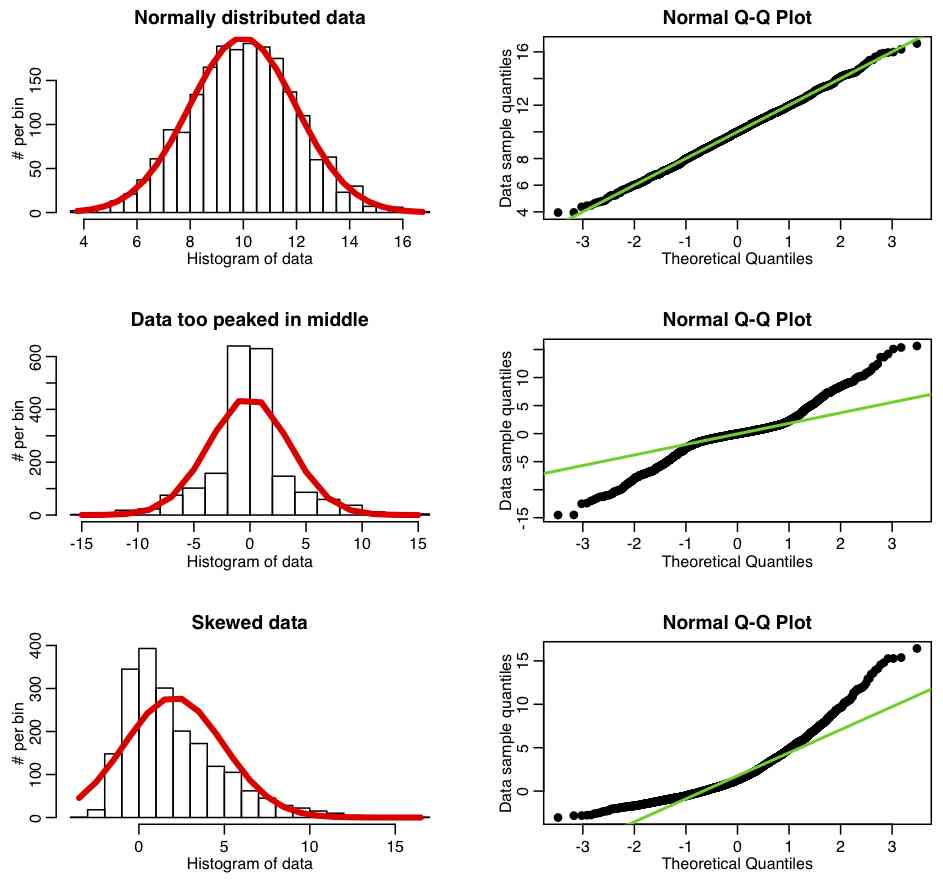 Normally distributed data
# per bin
0 50 100 150
4 6 8 10 12 14 16
Histogram of data
Normal Q-Q Plot
Data sample quantiles
4 6 8 12 16
-3 -2 -1 0 1 2 3
Theoretical Quantiles
Data too peaked in middle
# per bin
0 200 400 600
-15 -10 -5 0 5 10 15
Histogram of data
Normal Q-Q Plot
Data sample quantiles
-15 -5 0 5 10
-3 -2 -1 0 1 2 3
Theoretical Quantiles
Skewed data
# per bin
0 100 200 300 400
0 5 10 15
Histogram of data
Normal Q-Q Plot
Data sample quantiles
0 5 10 15
-3 -2 -1 0 1 2 3
Theoretical Quantiles